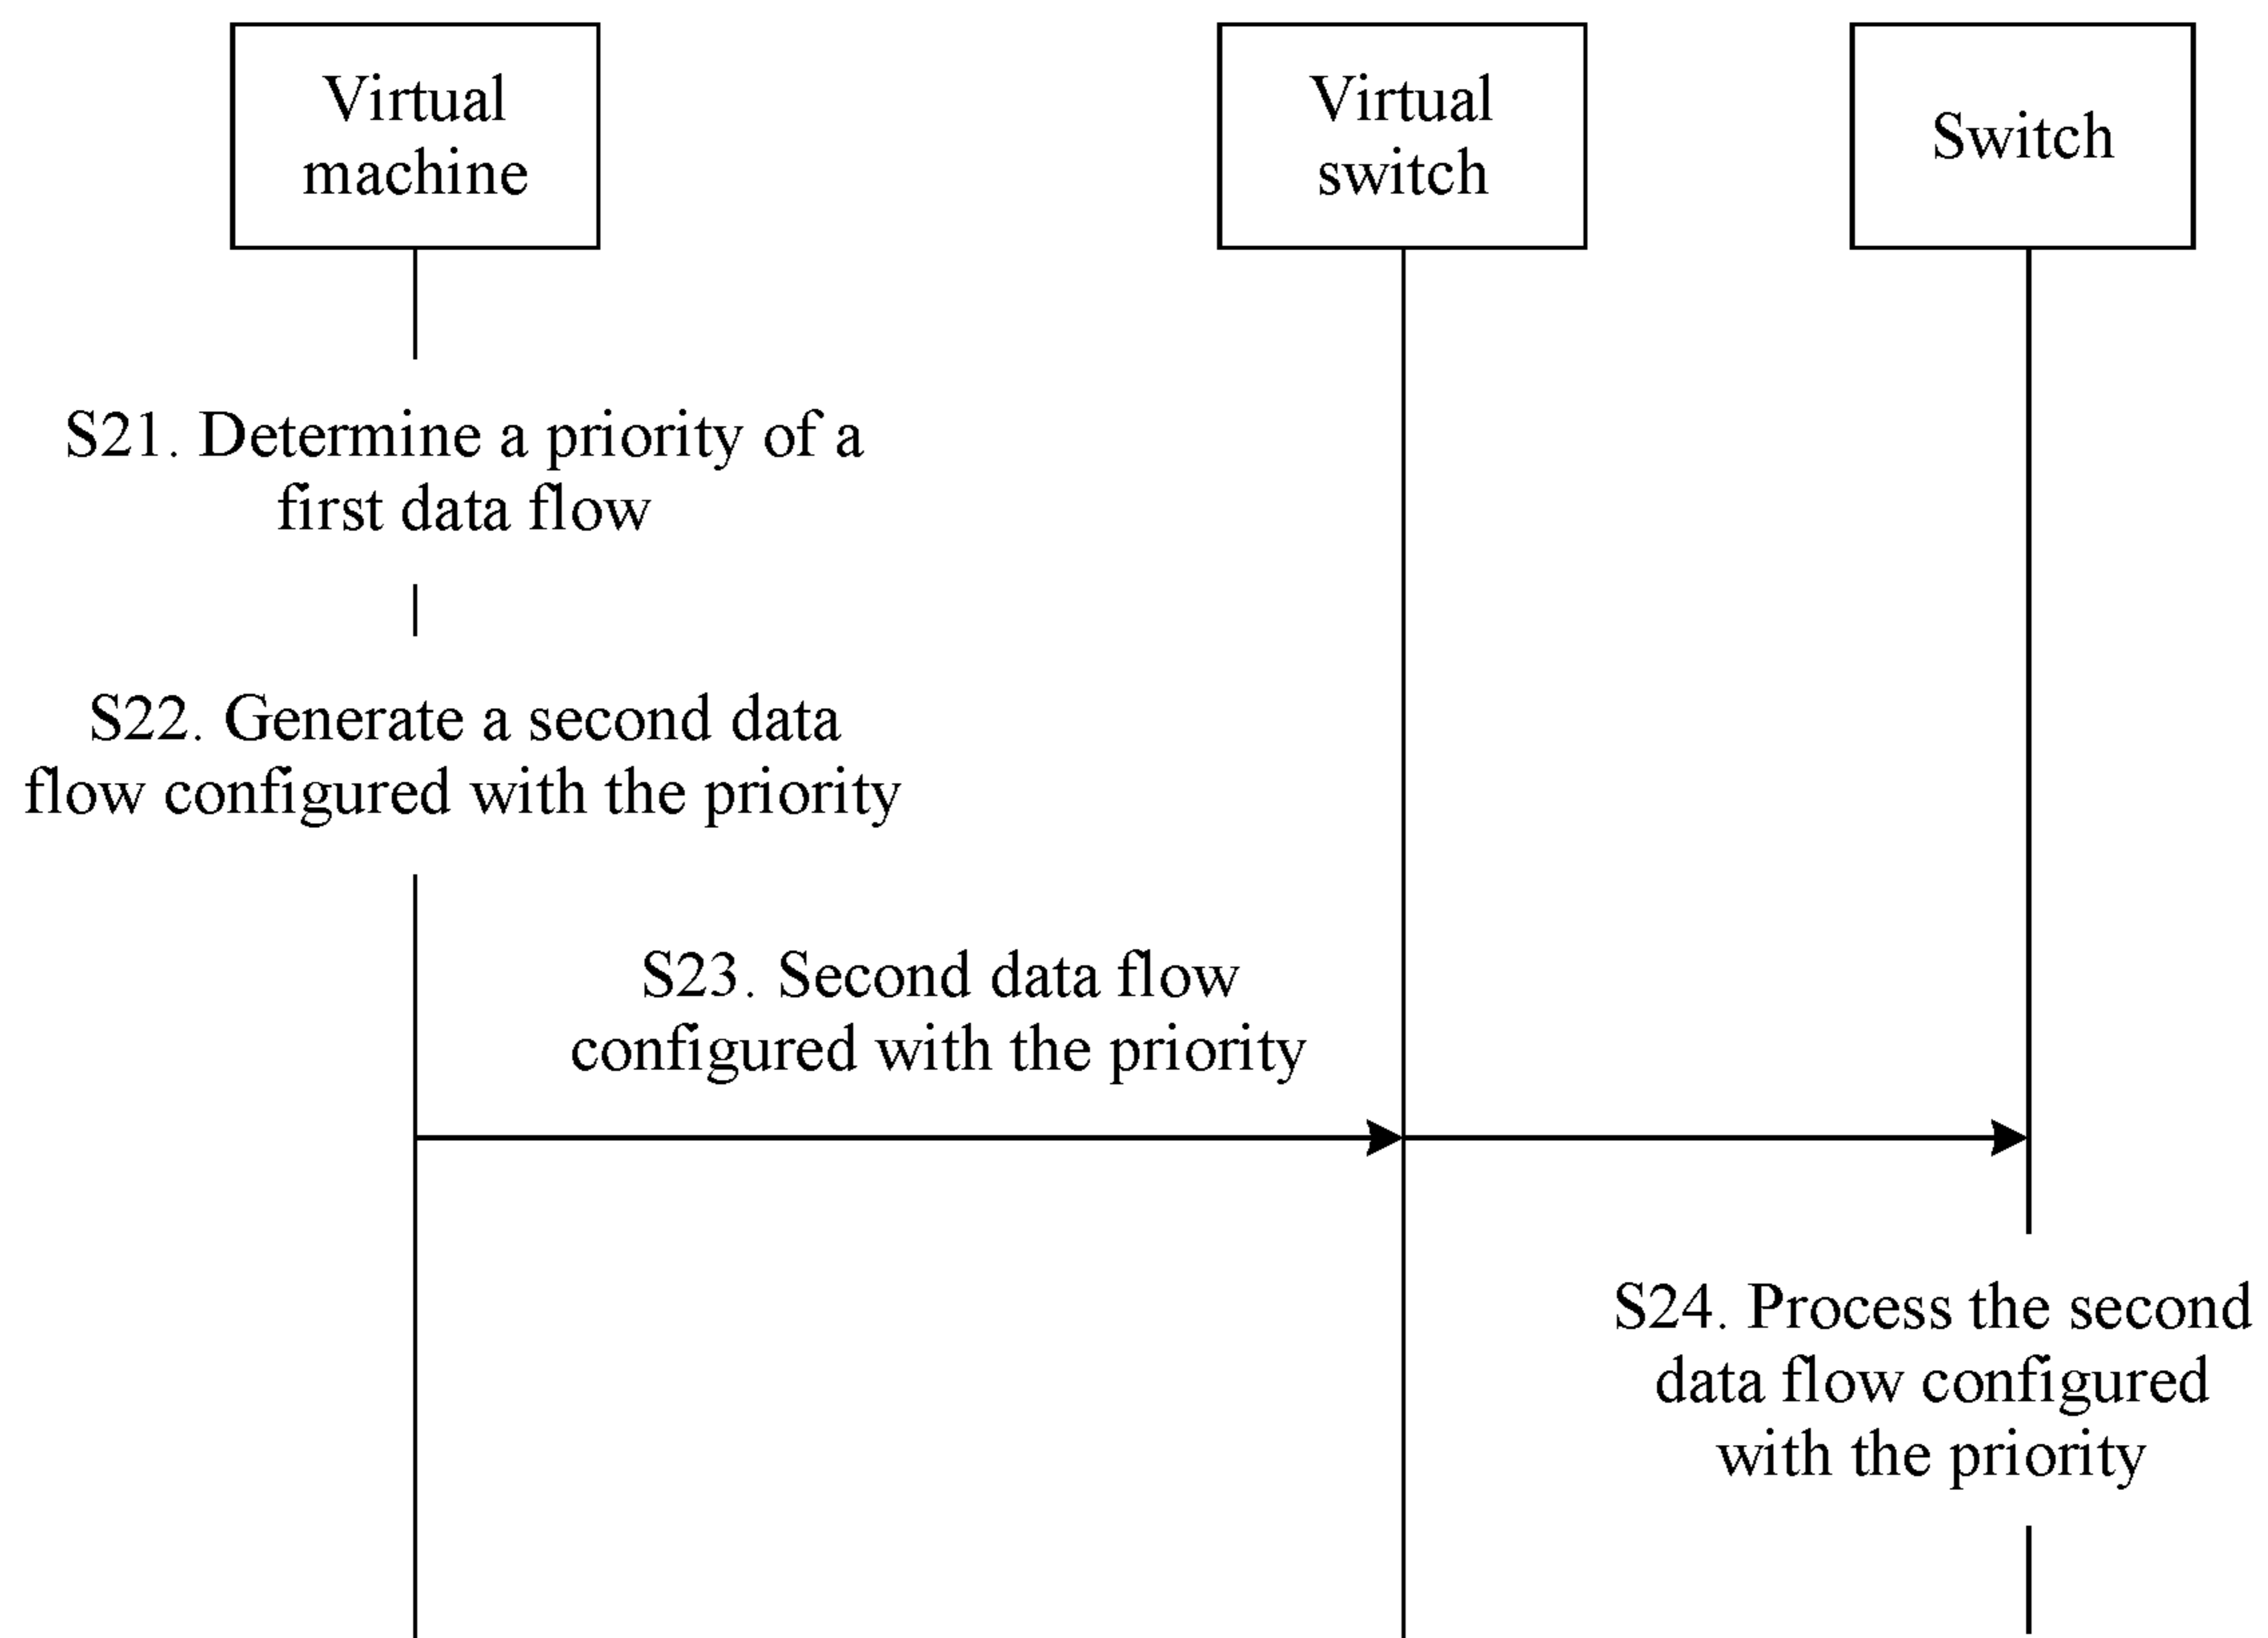 Virtual
machine
Virtual
switch
Switch
S21. Determine a priority of a
first data flow
S22. Generate a second data
flow configured with the priority
S23. Second data flow
configured with the priority
S24. Process the second
data flow configured
with the priority